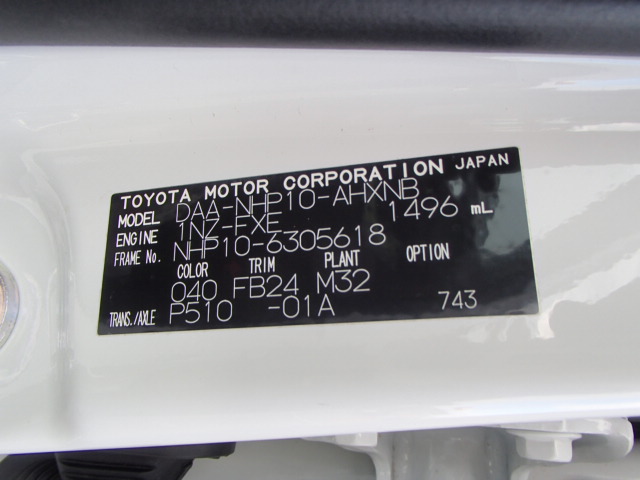 TOYOTA MOTOR CORPORATION JAPAN
MODEL DAA-NHP10-AHXNB
ENGINE 1NZ-FXE 1496 mL
FRAME No. NHP10-6305618
COLOR TRIM PLANT OPTION
040 FB24 M32
TRANS./AXLE P510 -01A 743